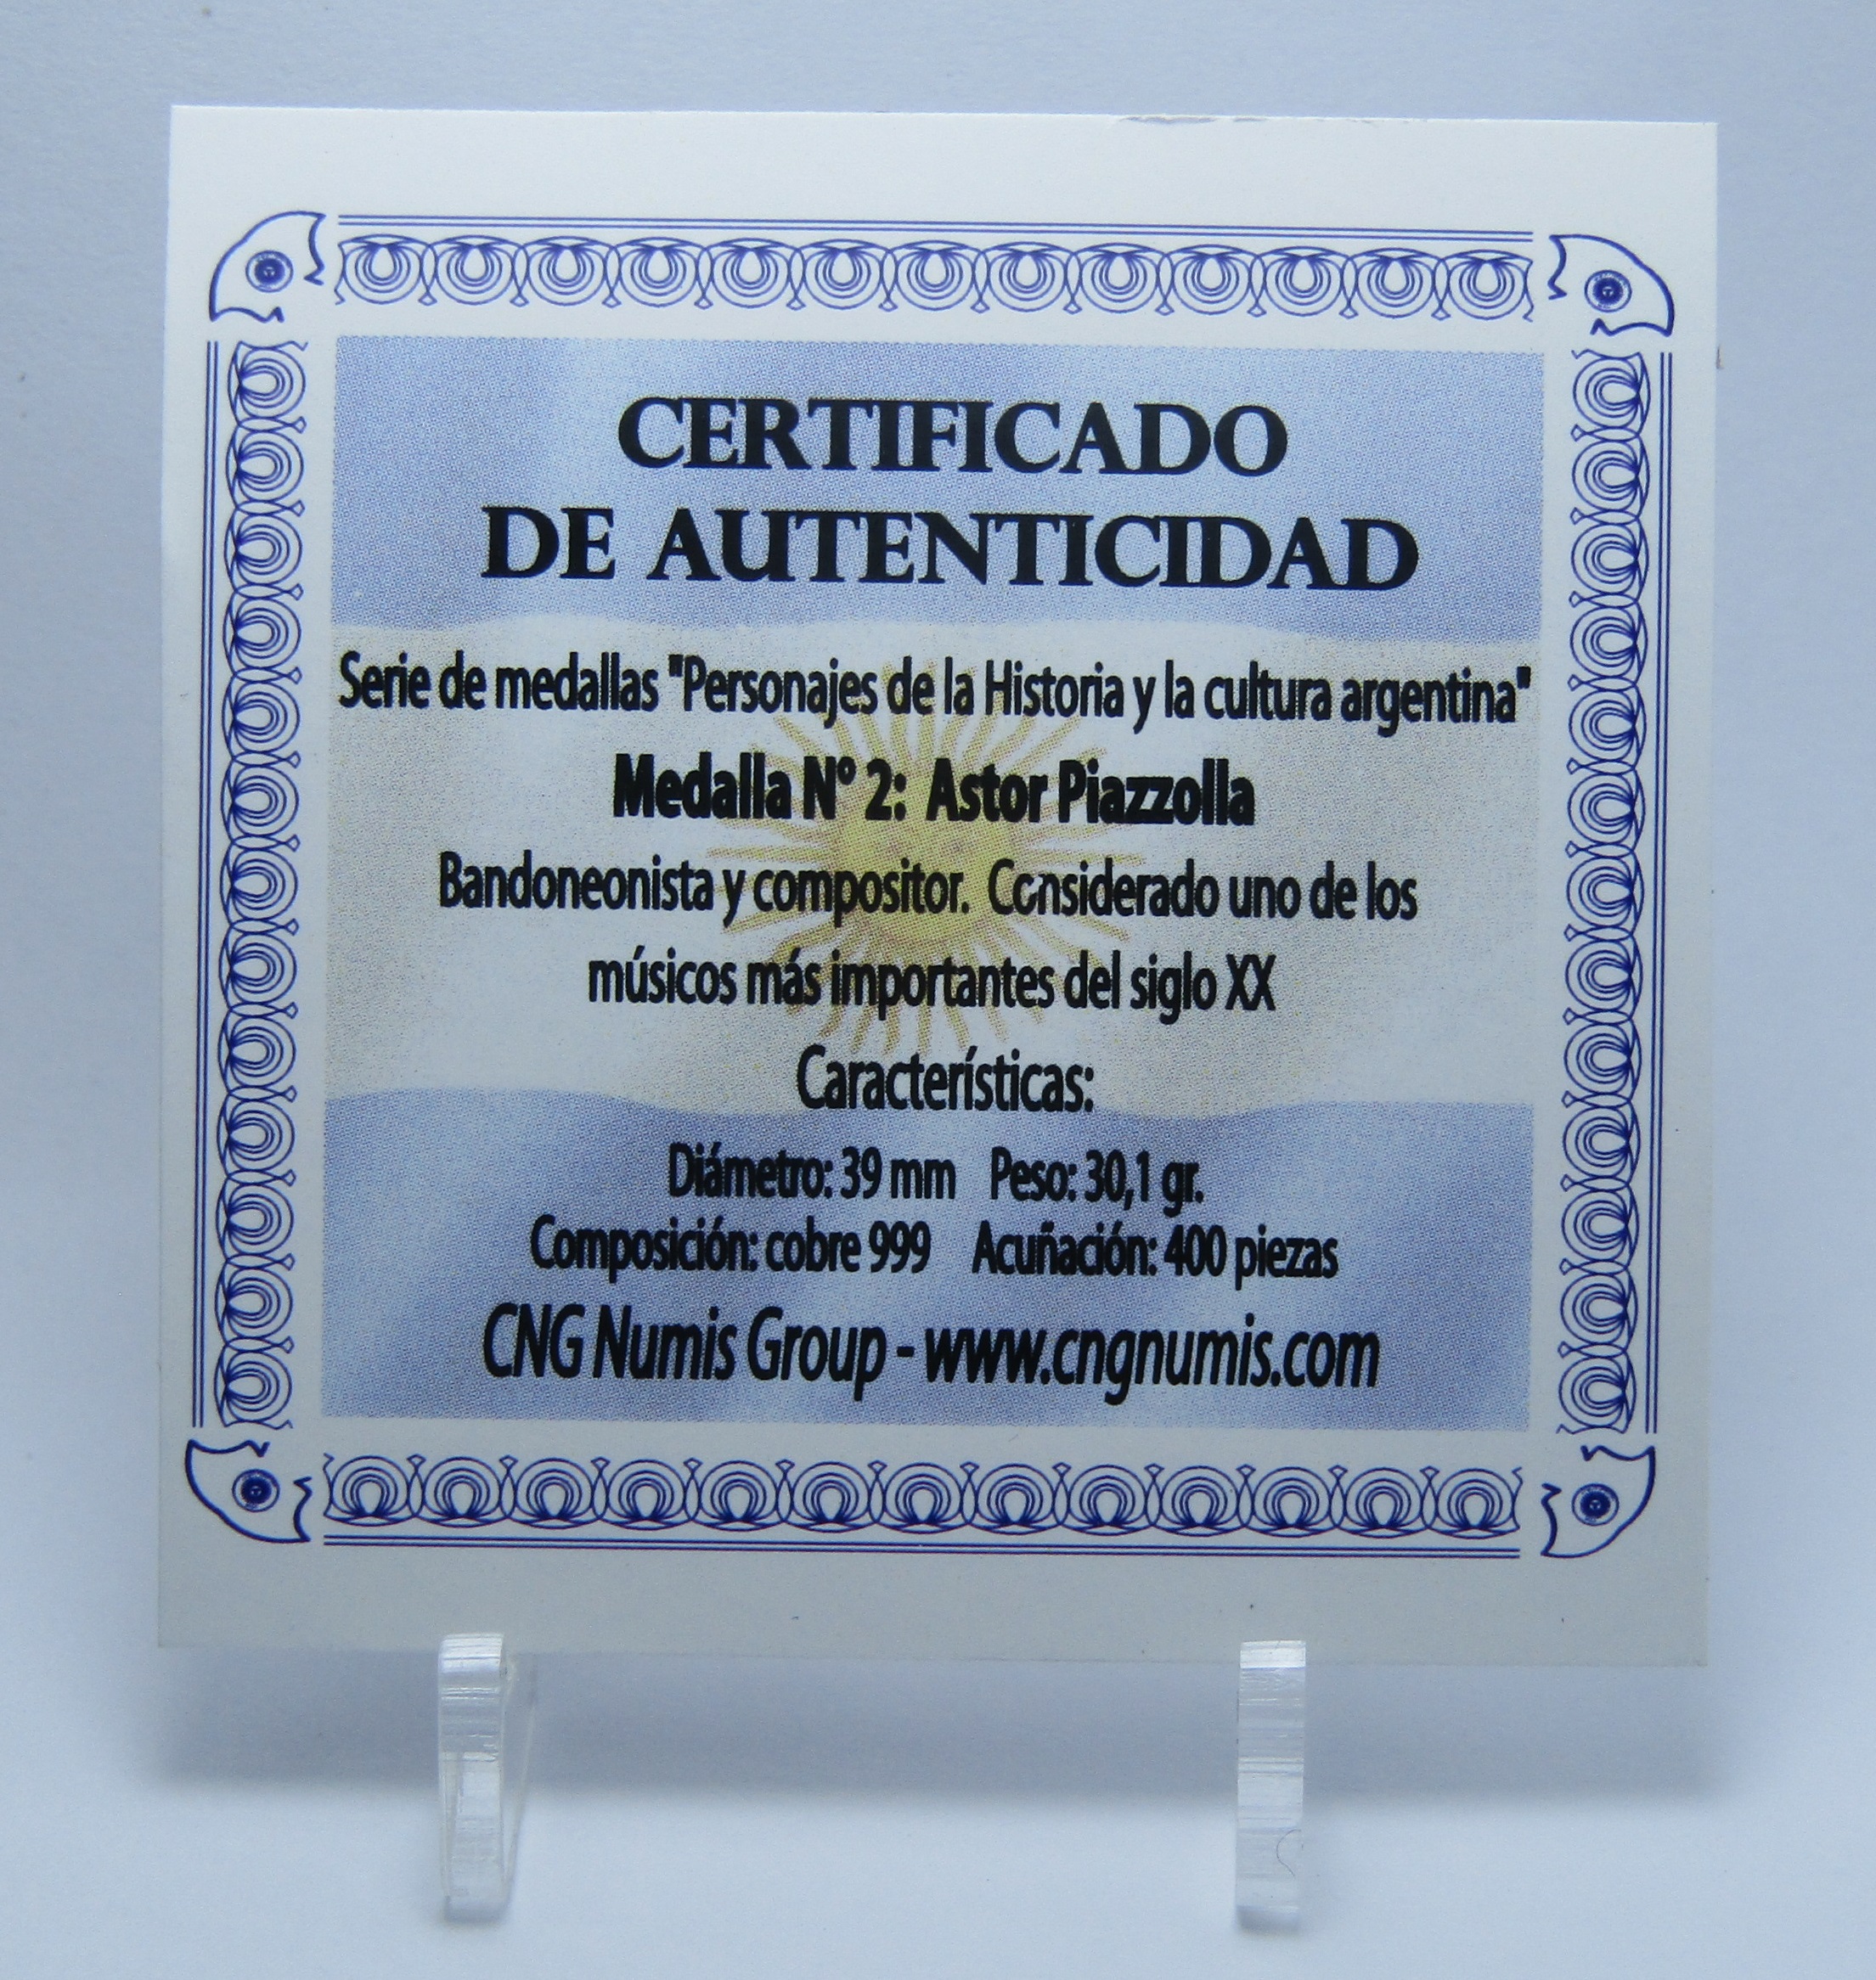 CERTIFICADO
DE AUTENTICIDAD
Serie de medallas "Personajes de la Historia y la cultura argentina"
Medalla N° 2: Astor Piazzolla
Bandoneonista y compositor. Considerado uno de los
músicos más importantes del siglo XX
Características:
Diámetro: 39 mm Peso: 30,1 gr.
Composición: cobre 999 Acuñación: 400 piezas
CNG Numis Group - www.cngnumis.com